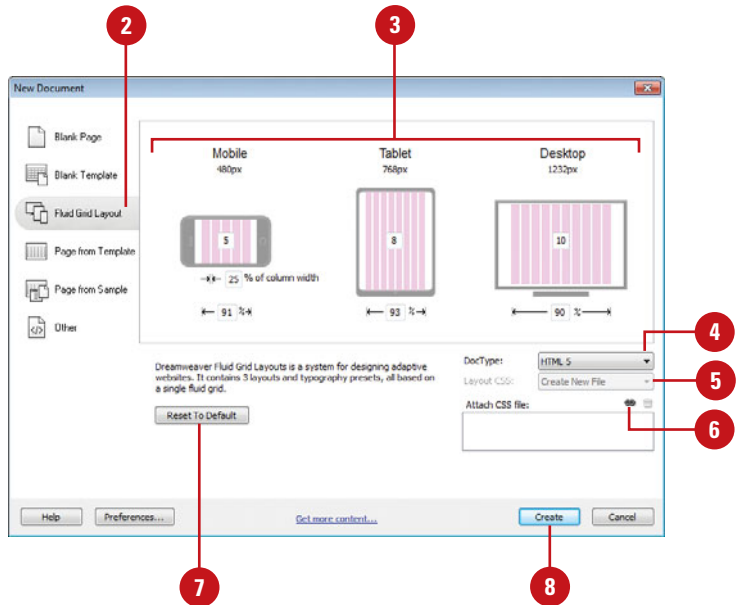 2
3
New Document
Blank Page
Blank Template
Fluid Grid Layout
Page from Template
Page from Sample
Other
Mobile
480px
Tablet
768px
Desktop
1232px
5
8
10
25 % of column width
91 %
93 %
90 %
Dreamweaver Fluid Grid Layouts is a system for designing adaptive
websites. It contains 3 layouts and typography presets, all based on
a single fluid grid.
Reset To Default
DocType: HTML 5
Layout CSS: Create New File
Attach CSS file:
4
5
6
Help
Preferences...
Get more content...
Create
Cancel
7
8